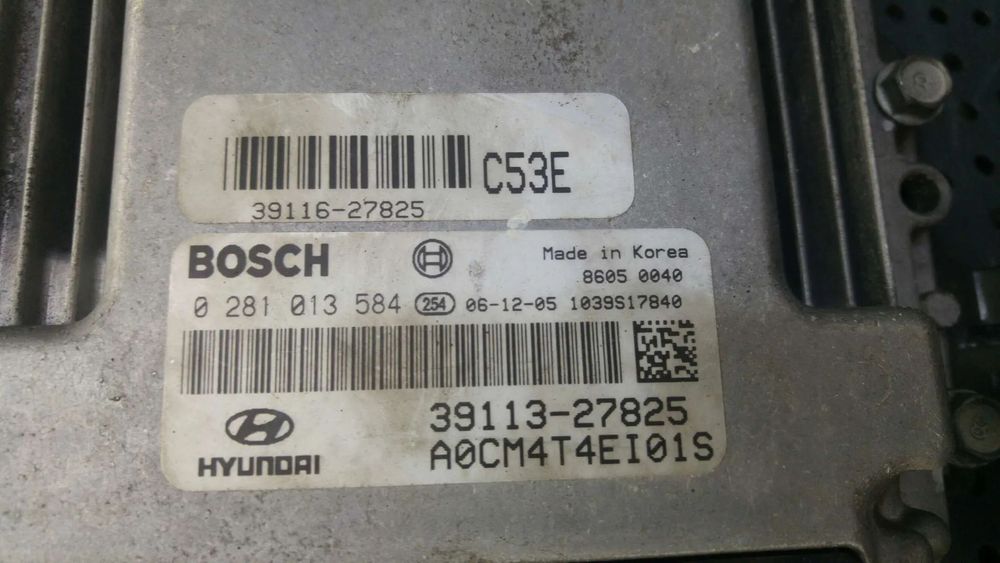 C53E
39116-27825
BOSCH
Made in Korea
8605 0040
0 281 013 584 254 06-12-05 1039S17840
39113-27825
HYUNDAI
A0CM4T4EI01S